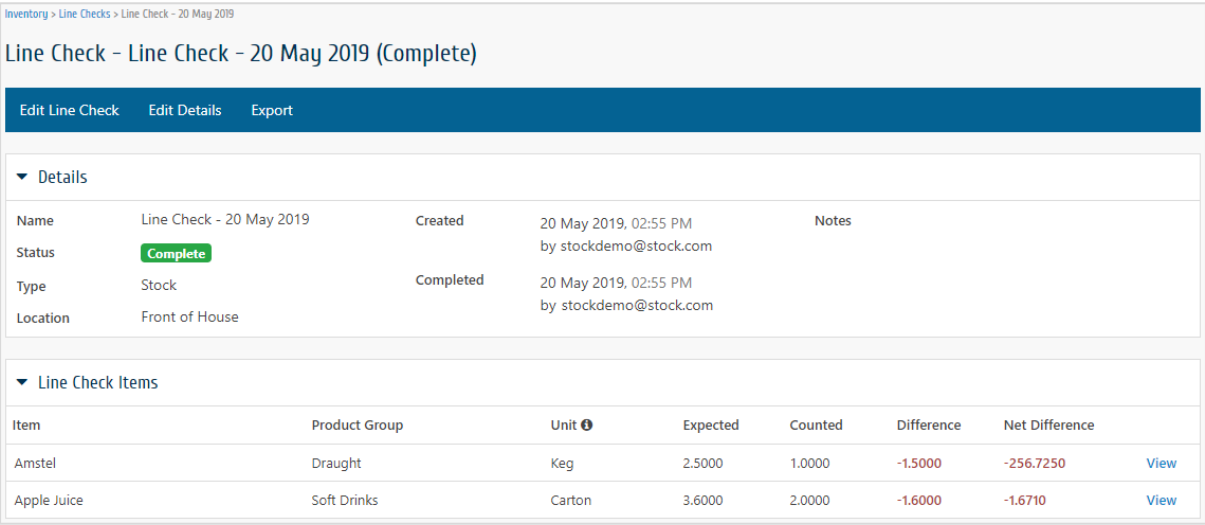 Inventory > Line Checks > Line Check - 20 May 2019
Line Check - Line Check - 20 May 2019 (Complete)
Edit Line Check Edit Details Export
Details
Name Line Check - 20 May 2019 Created 20 May 2019, 02:55 PM Notes
by stockdemo@stock.com
Status Complete
Type Stock Completed 20 May 2019, 02:55 PM
by stockdemo@stock.com
Location Front of House
Line Check Items
Item Product Group Unit Expected Counted Difference Net Difference
Amstel Draught Keg 2.5000 1.0000 -1.5000 -256.7250 View
Apple Juice Soft Drinks Carton 3.6000 2.0000 -1.6000 -1.6710 View